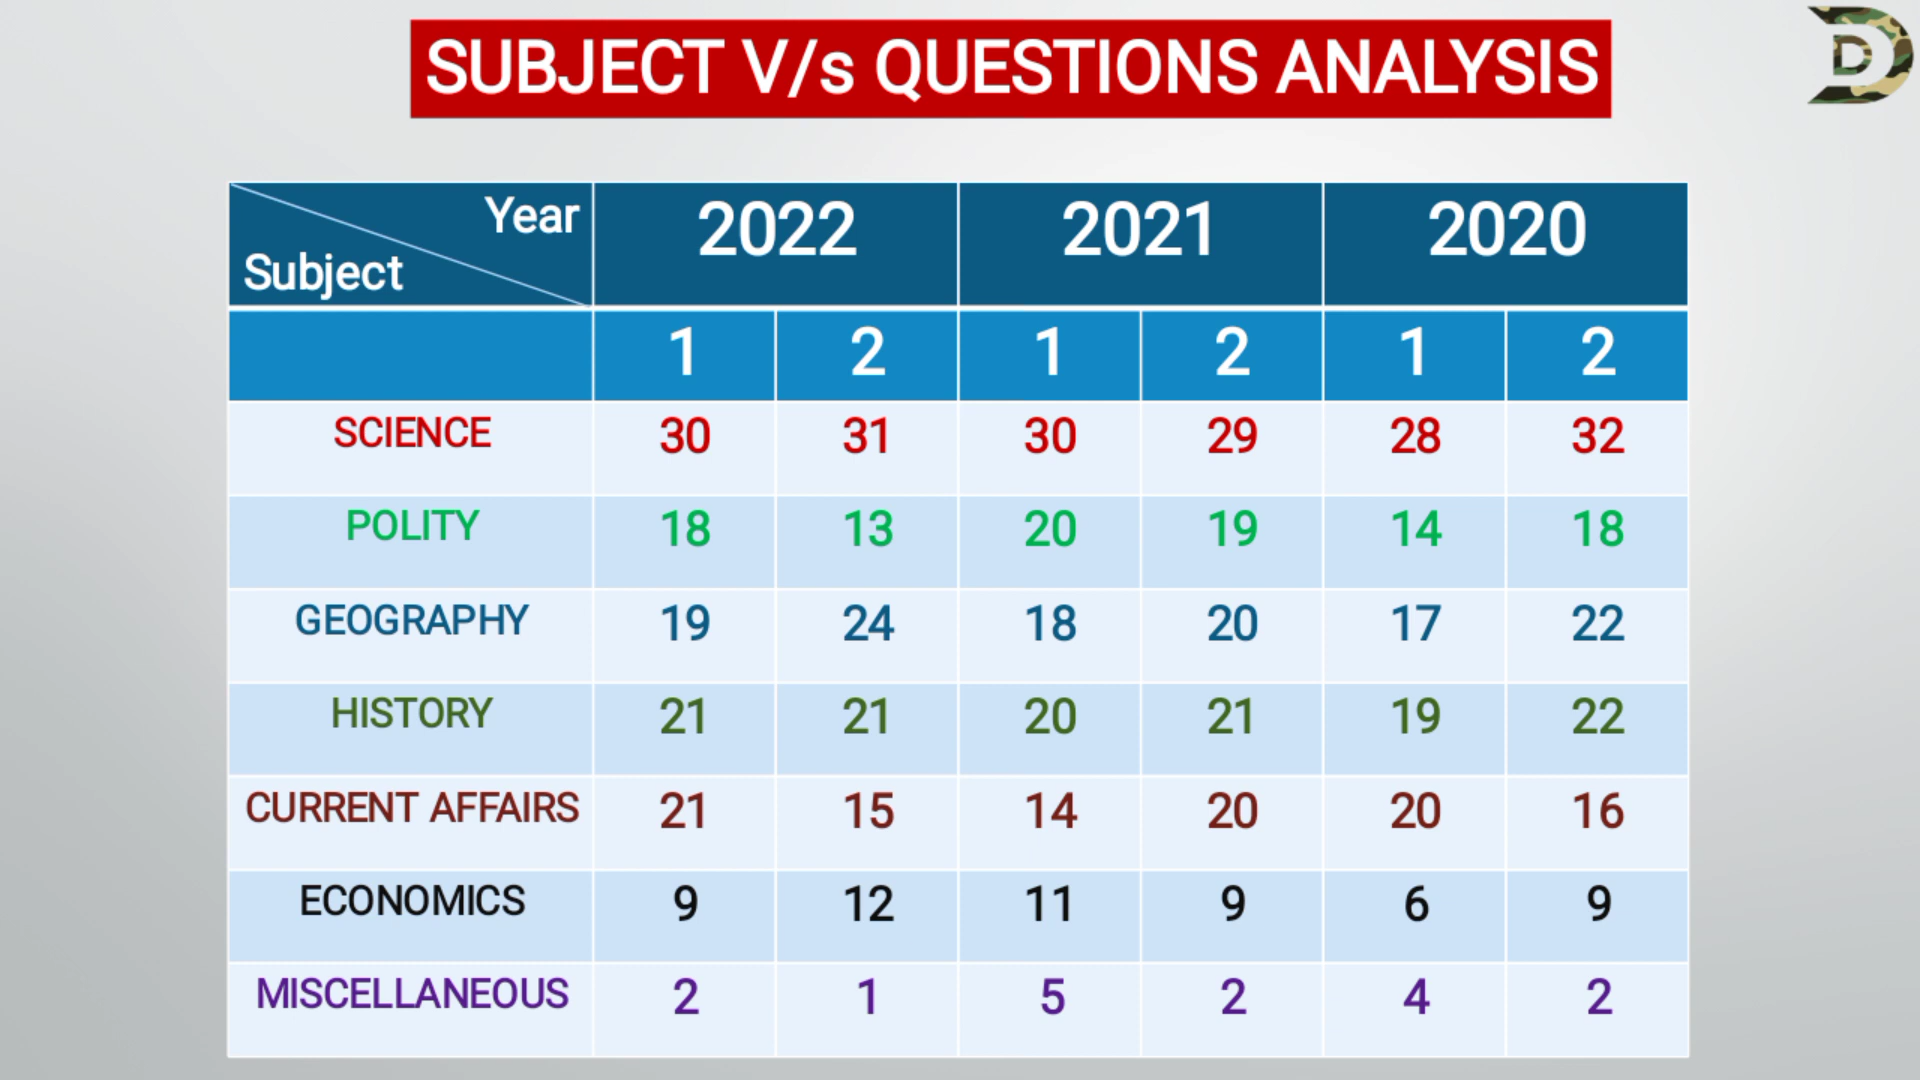 SUBJECT V/s QUESTIONS ANALYSIS
D
Year
Subject
2022 2021 2020
1 2 1 2 1 2
SCIENCE 30 31 30 29 28 32
POLITY 18 13 20 19 14 18
GEOGRAPHY 19 24 18 20 17 22
HISTORY 21 21 20 21 19 22
CURRENT AFFAIRS 21 15 14 20 20 16
ECONOMICS 9 12 11 9 6 9
MISCELLANEOUS 2 1 5 2 4 2